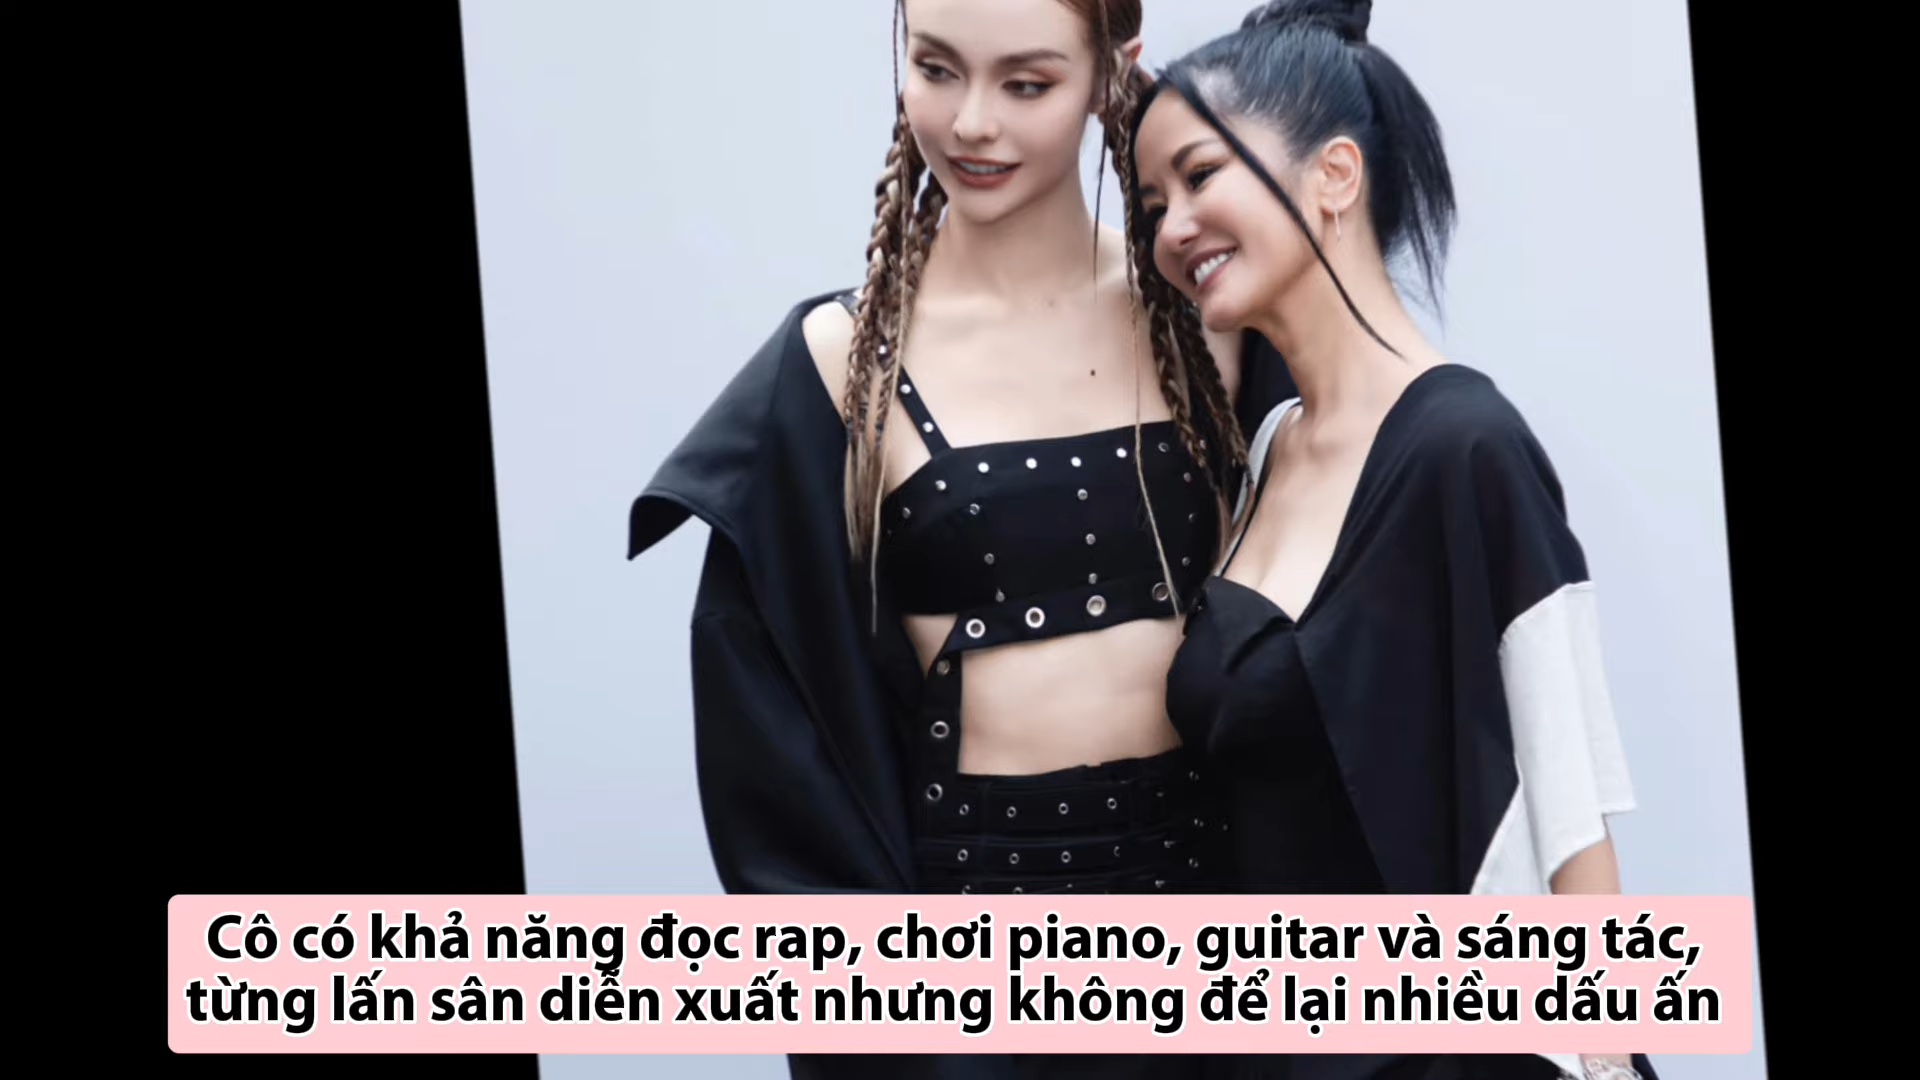 Cô có khả năng đọc rap, chơi piano, guitar và sáng tác,
từng lấn sân diễn xuất nhưng không để lại nhiều dấu ấn